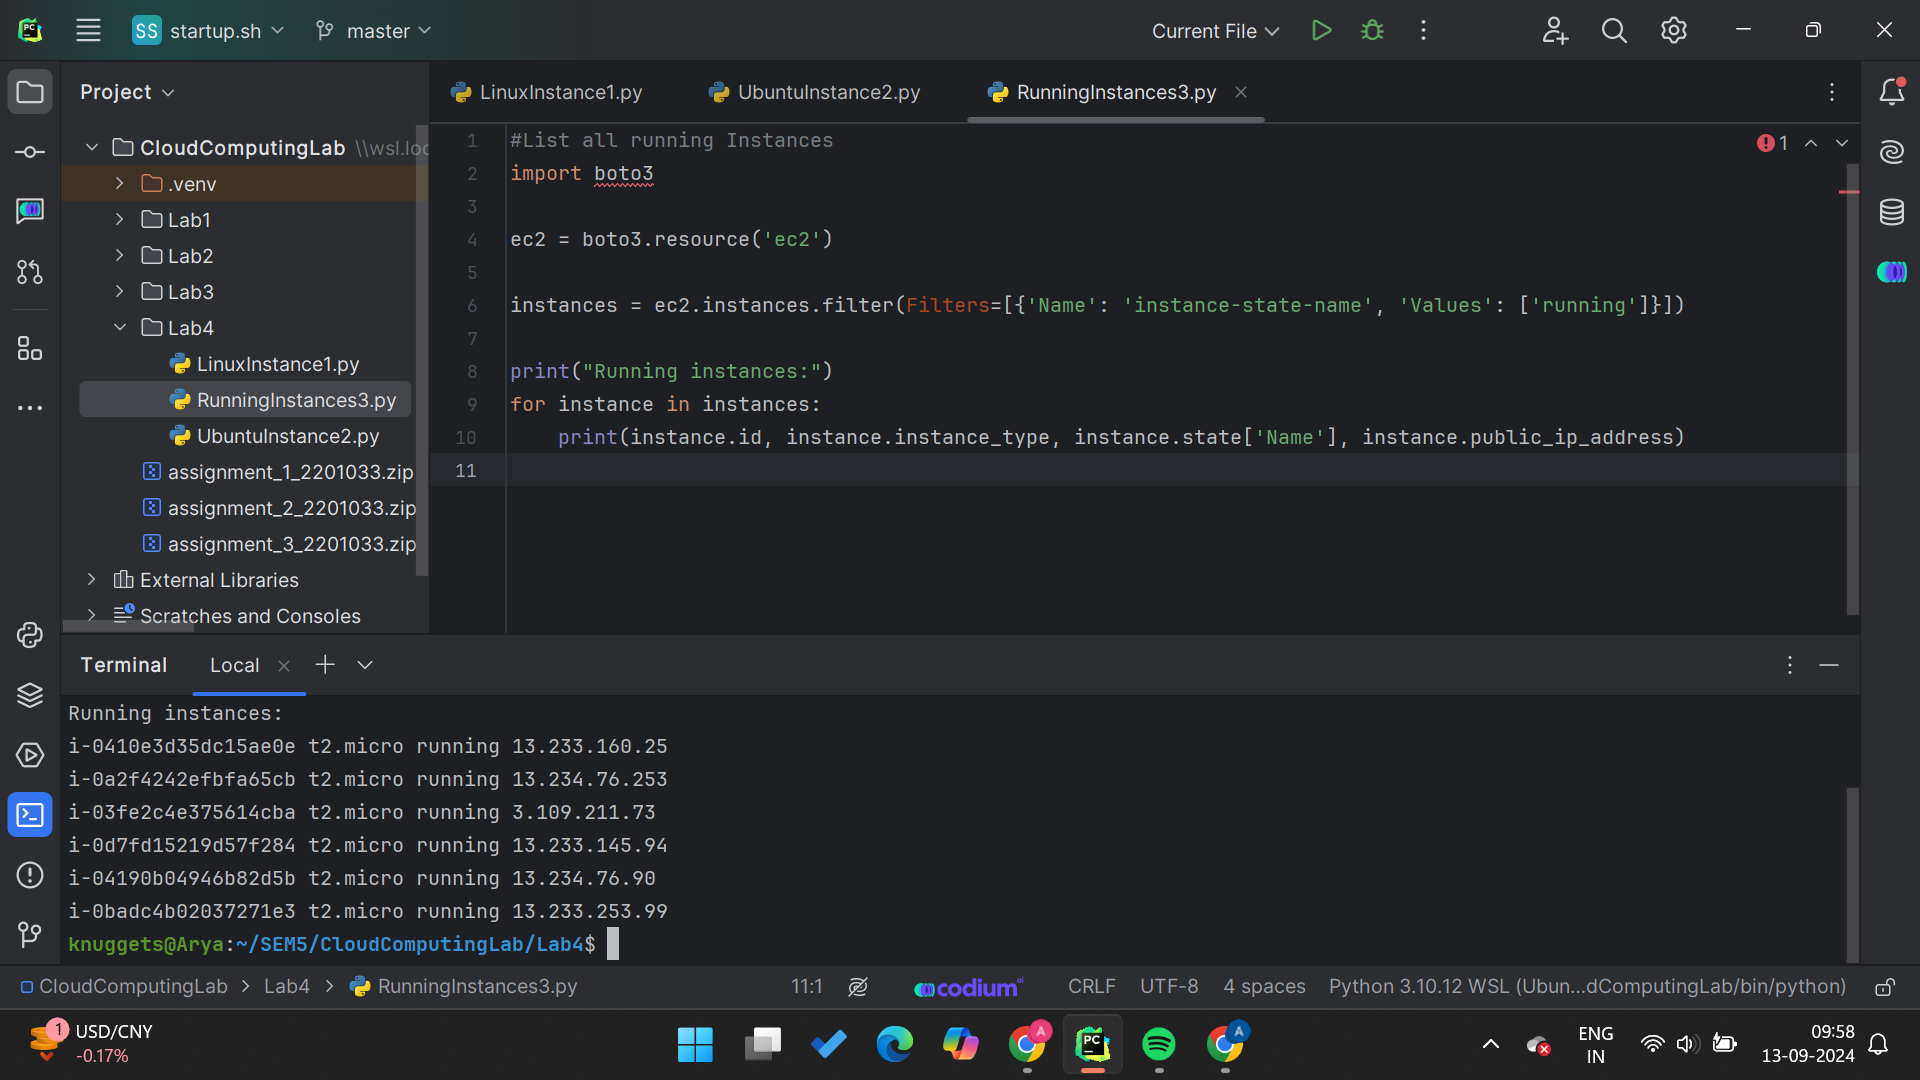 PC
SS startup.sh
master
Current File
Project
CloudComputingLab \\wsl.loc
.venv
Lab1
Lab2
Lab3
Lab4
LinuxInstance1.py
RunningInstances3.py
UbuntuInstance2.py
assignment_1_2201033.zip
assignment_2_2201033.zip
assignment_3_2201033.zip
External Libraries
Scratches and Consoles
LinuxInstance1.py
UbuntuInstance2.py
RunningInstances3.py
1
1 #List all running Instances
2 import boto3
3
4 ec2 = boto3.resource('ec2')
5
6 instances = ec2.instances.filter(Filters=[{'Name': 'instance-state-name', 'Values': ['running']}])
7
8 print("Running instances:")
9 for instance in instances:
10 print(instance.id, instance.instance_type, instance.state['Name'], instance.public_ip_address)
11
Terminal
Local
Running instances:
i-0410e3d35dc15ae0e t2.micro running 13.233.160.25
i-0a2f4242efbfa65cb t2.micro running 13.234.76.253
i-03fe2c4e375614cba t2.micro running 3.109.211.73
i-0d7fd15219d57f284 t2.micro running 13.233.145.94
i-04190b04946b82d5b t2.micro running 13.234.76.90
i-0badc4b02037271e3 t2.micro running 13.233.253.99
knuggets@Arya:~/SEM5/CloudComputingLab/Lab4$
CloudComputingLab > Lab4 > RunningInstances3.py
11:1
codium ai
CRLF
UTF-8
4 spaces
Python 3.10.12 WSL (Ubun...dComputingLab/bin/python)
1
USD/CNY
-0.17%
A
PC
A
ENG
IN
09:58
13-09-2024